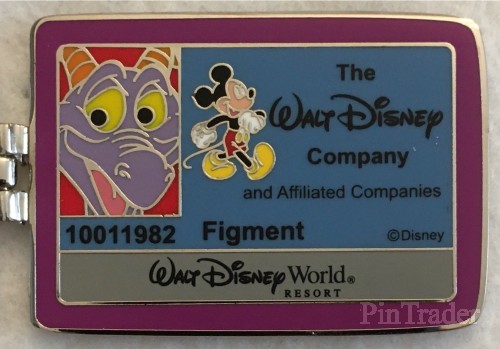 The
WALT DISNEY
Company
and Affiliated Companies
10011982 Figment ©Disney
WALT DISNEY World®
RESORT
PinTrader